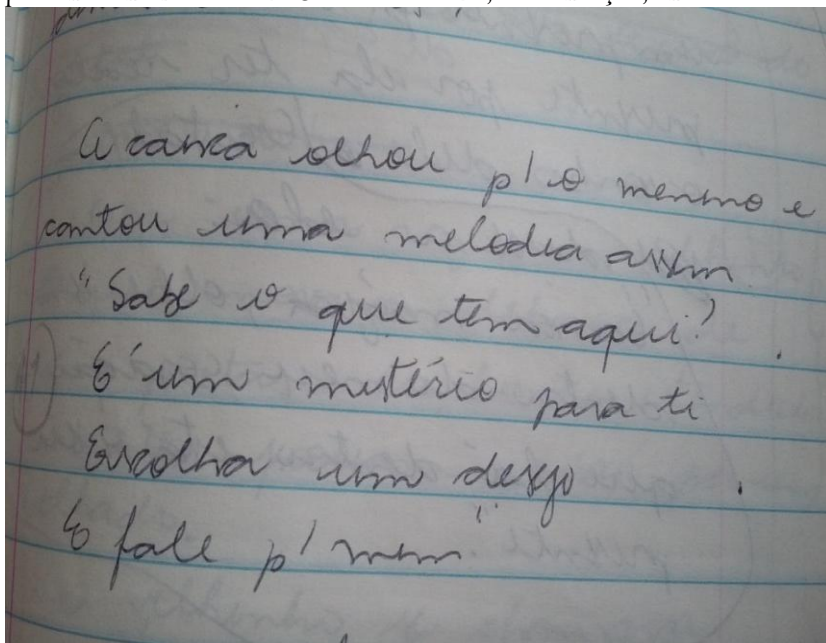 A caixa olhou p/ o menino e
cantou uma melodia assim
"Sabe o que tem aqui?
É um mistério para ti
Escolha um desejo
E fale p/ mim"